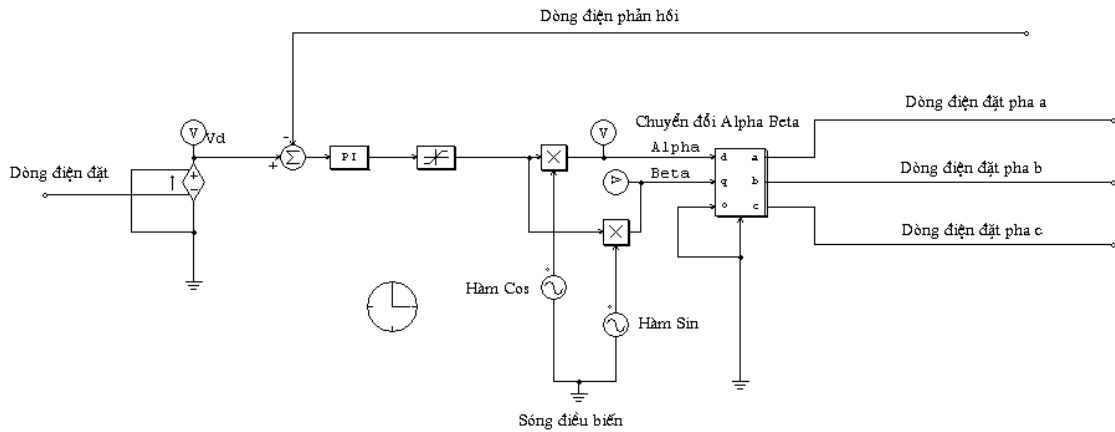 Dòng điện phản hồi
Dòng điện đặt pha a
V
Vd
V
Chuyển đổi Alpha Beta
-
+
Σ
PI
Alpha
d a
Dòng điện đặt
Beta
q b
Dòng điện đặt pha b
o c
Dòng điện đặt pha c
Hàm Cos
Hàm Sin
Sóng điều biến